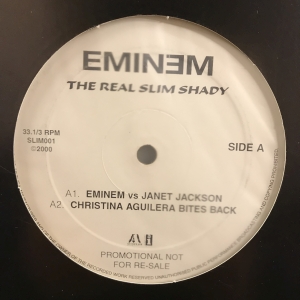 EMINƎM
THE REAL SLIM SHADY
33.1/3 RPM
SLIM001
©2000
SIDE A
A1. EMINEM vs JANET JACKSON
A2. CHRISTINA AGUILERA BITES BACK
PROMOTIONAL NOT
FOR RE-SALE